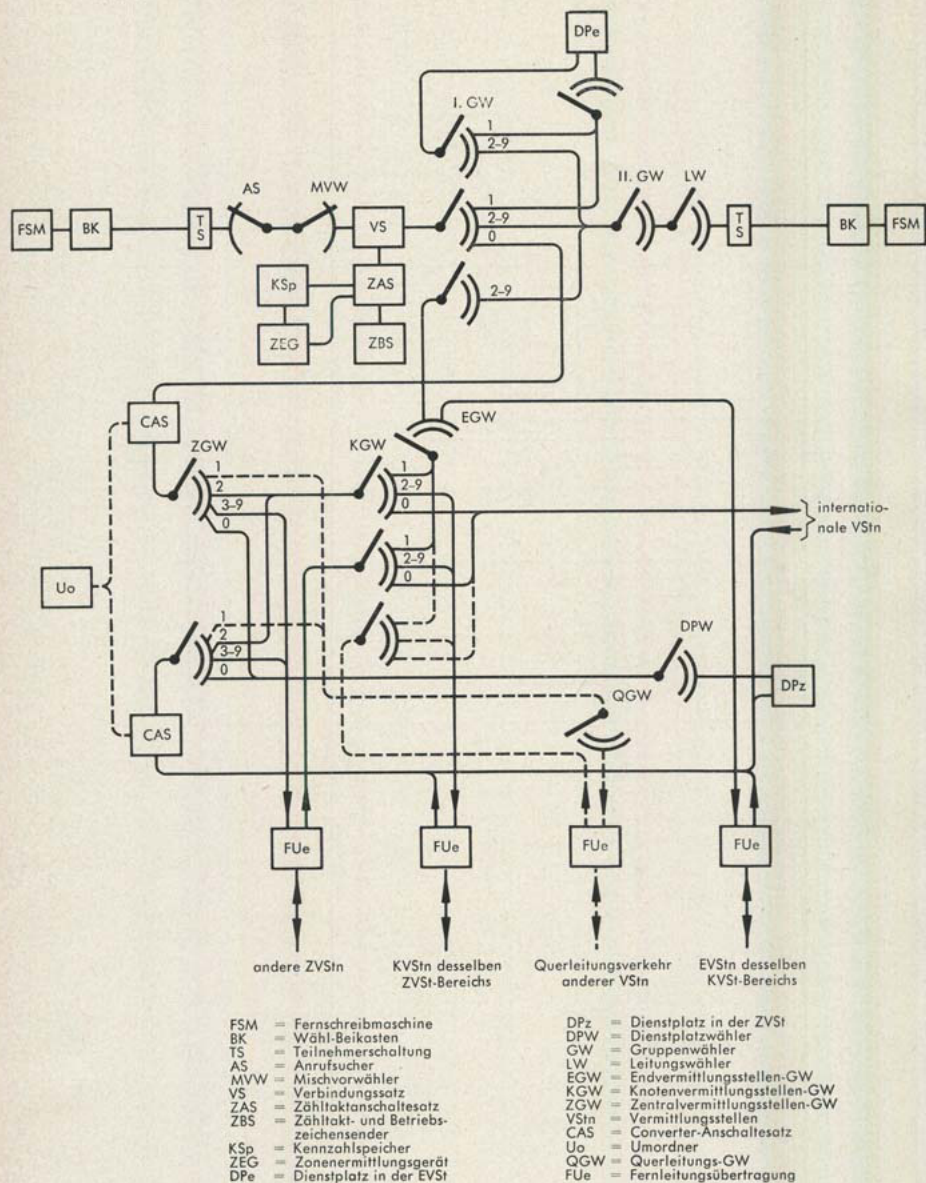 DPe
I. GW
1
2–9
AS
MVW
II. GW
LW
FSM
BK
TS
VS
1
2–9
0
TS
BK
FSM
KSp
ZAS
2–9
ZEG
ZBS
CAS
EGW
ZGW
KGW
1
2
3–9
0
1
2–9
0
internatio-
nale VStn
1
2–9
0
Uo
1
2
3–9
0
DPW
DPz
QGW
CAS
FUe
FUe
FUe
FUe
andere ZVStn
KVStn desselben
ZVSt-Bereichs
Querleitungsverkehr
anderer VStn
EVStn desselben
KVSt-Bereichs
FSM = Fernschreibmaschine
BK = Wähl-Beikasten
TS = Teilnehmerschaltung
AS = Anrufsucher
MVW = Mischvorwähler
VS = Verbindungssatz
ZAS = Zähltaktanschaltesatz
ZBS = Zähltakt- und Betriebs-
zeichensender
KSp = Kennzahlspeicher
ZEG = Zonenermittlungsgerät
DPe = Dienstplatz in der EVSt
DPz = Dienstplatz in der ZVSt
DPW = Dienstplatzwähler
GW = Gruppenwähler
LW = Leitungswähler
EGW = Endvermittlungsstellen-GW
KGW = Knotenvermittlungsstellen-GW
ZGW = Zentralvermittlungsstellen-GW
VStn = Vermittlungsstellen
CAS = Converter-Anschaltesatz
Uo = Umordner
QGW = Querleitungs-GW
FUe = Fernleitungsübertragung